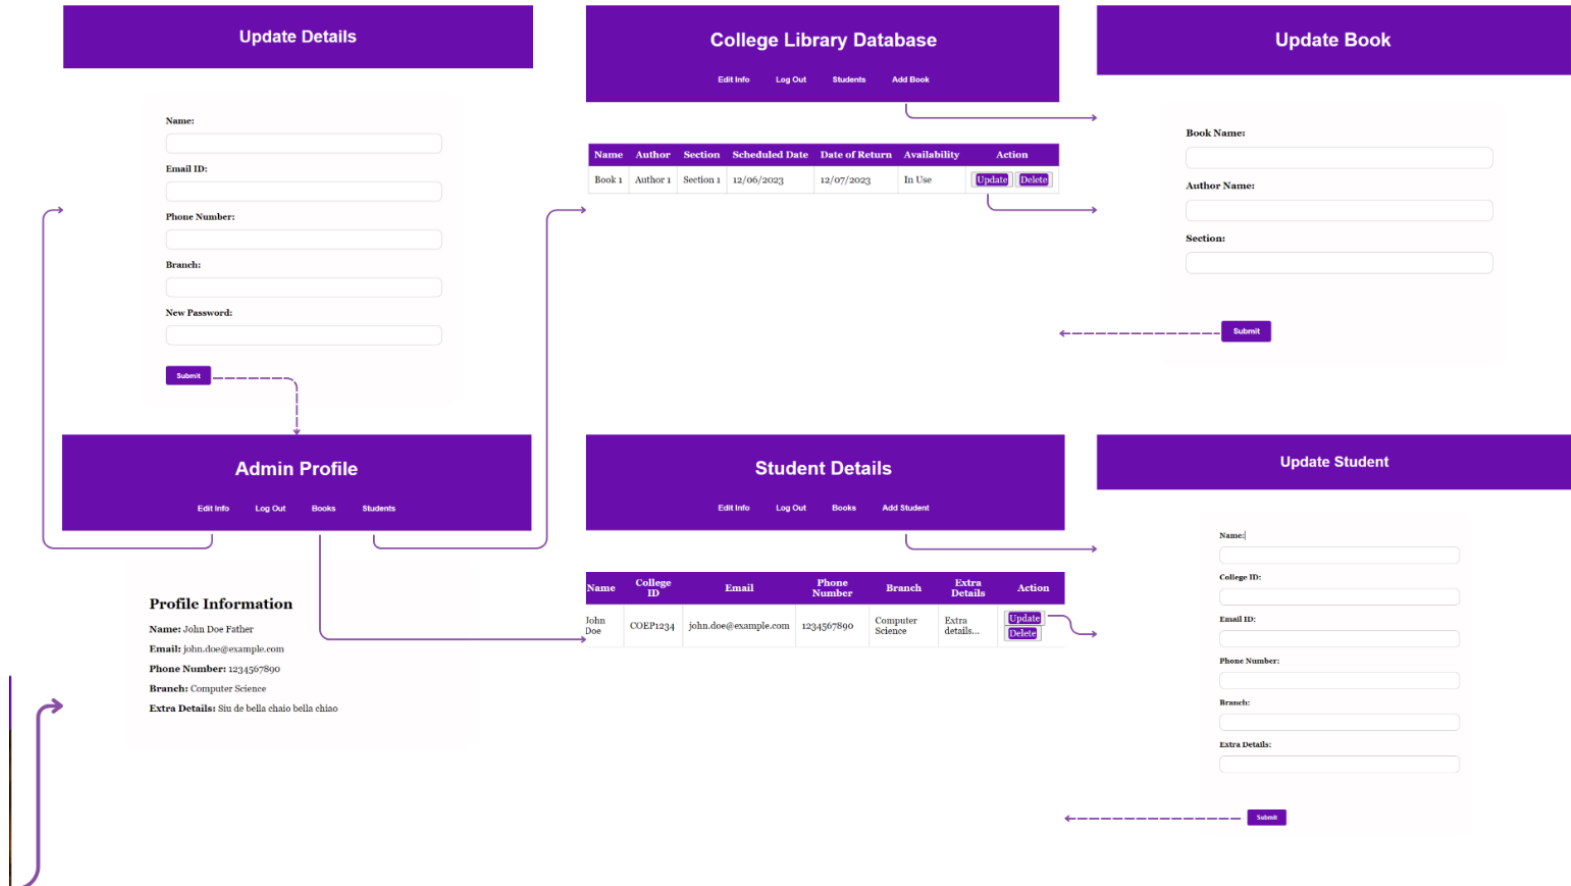 Update Details
Name:
Email ID:
Phone Number:
Branch:
New Password:
Submit
College Library Database
Edit Info Log Out Students Add Book
Name Author Section Scheduled Date Date of Return Availability Action
Book 1 Author 1 Section 1 12/06/2023 12/07/2023 In Use Update Delete
Update Book
Book Name:
Author Name:
Section:
Submit
Admin Profile
Edit Info Log Out Books Students
Profile Information
Name: John Doe Father
Email: john.doe@example.com
Phone Number: 1234567890
Branch: Computer Science
Extra Details: Siu de bella chaio bella chiao
Student Details
Edit Info Log Out Books Add Student
Name College ID Email Phone Number Branch Extra Details Action
John Doe COEP1234 john.doe@example.com 1234567890 Computer Science Extra details... Update Delete
Update Student
Name:
College ID:
Email ID:
Phone Number:
Branch:
Extra Details:
Submit